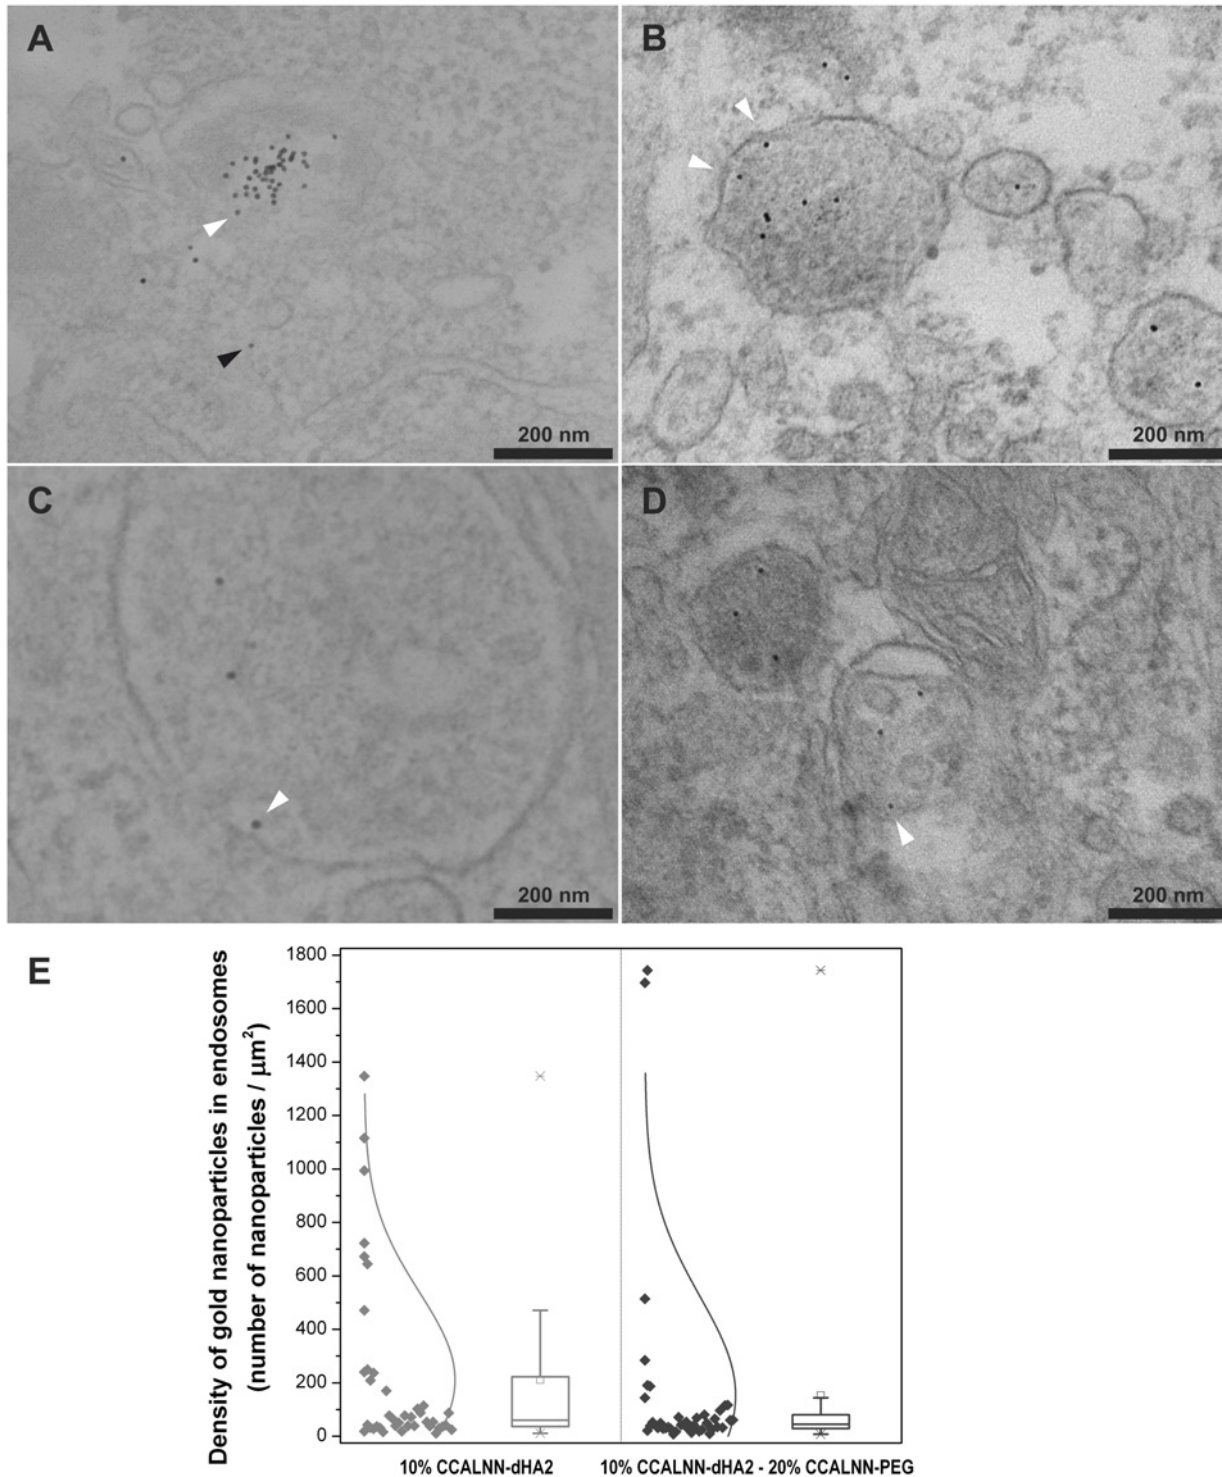 A
B
200 nm
200 nm
C
D
200 nm
200 nm
E
Density of gold nanoparticles in endosomes
(number of nanoparticles / μm²)
1800
1600
1400
1200
1000
800
600
400
200
0
10% CCALNN-dHA2
10% CCALNN-dHA2 - 20% CCALNN-PEG